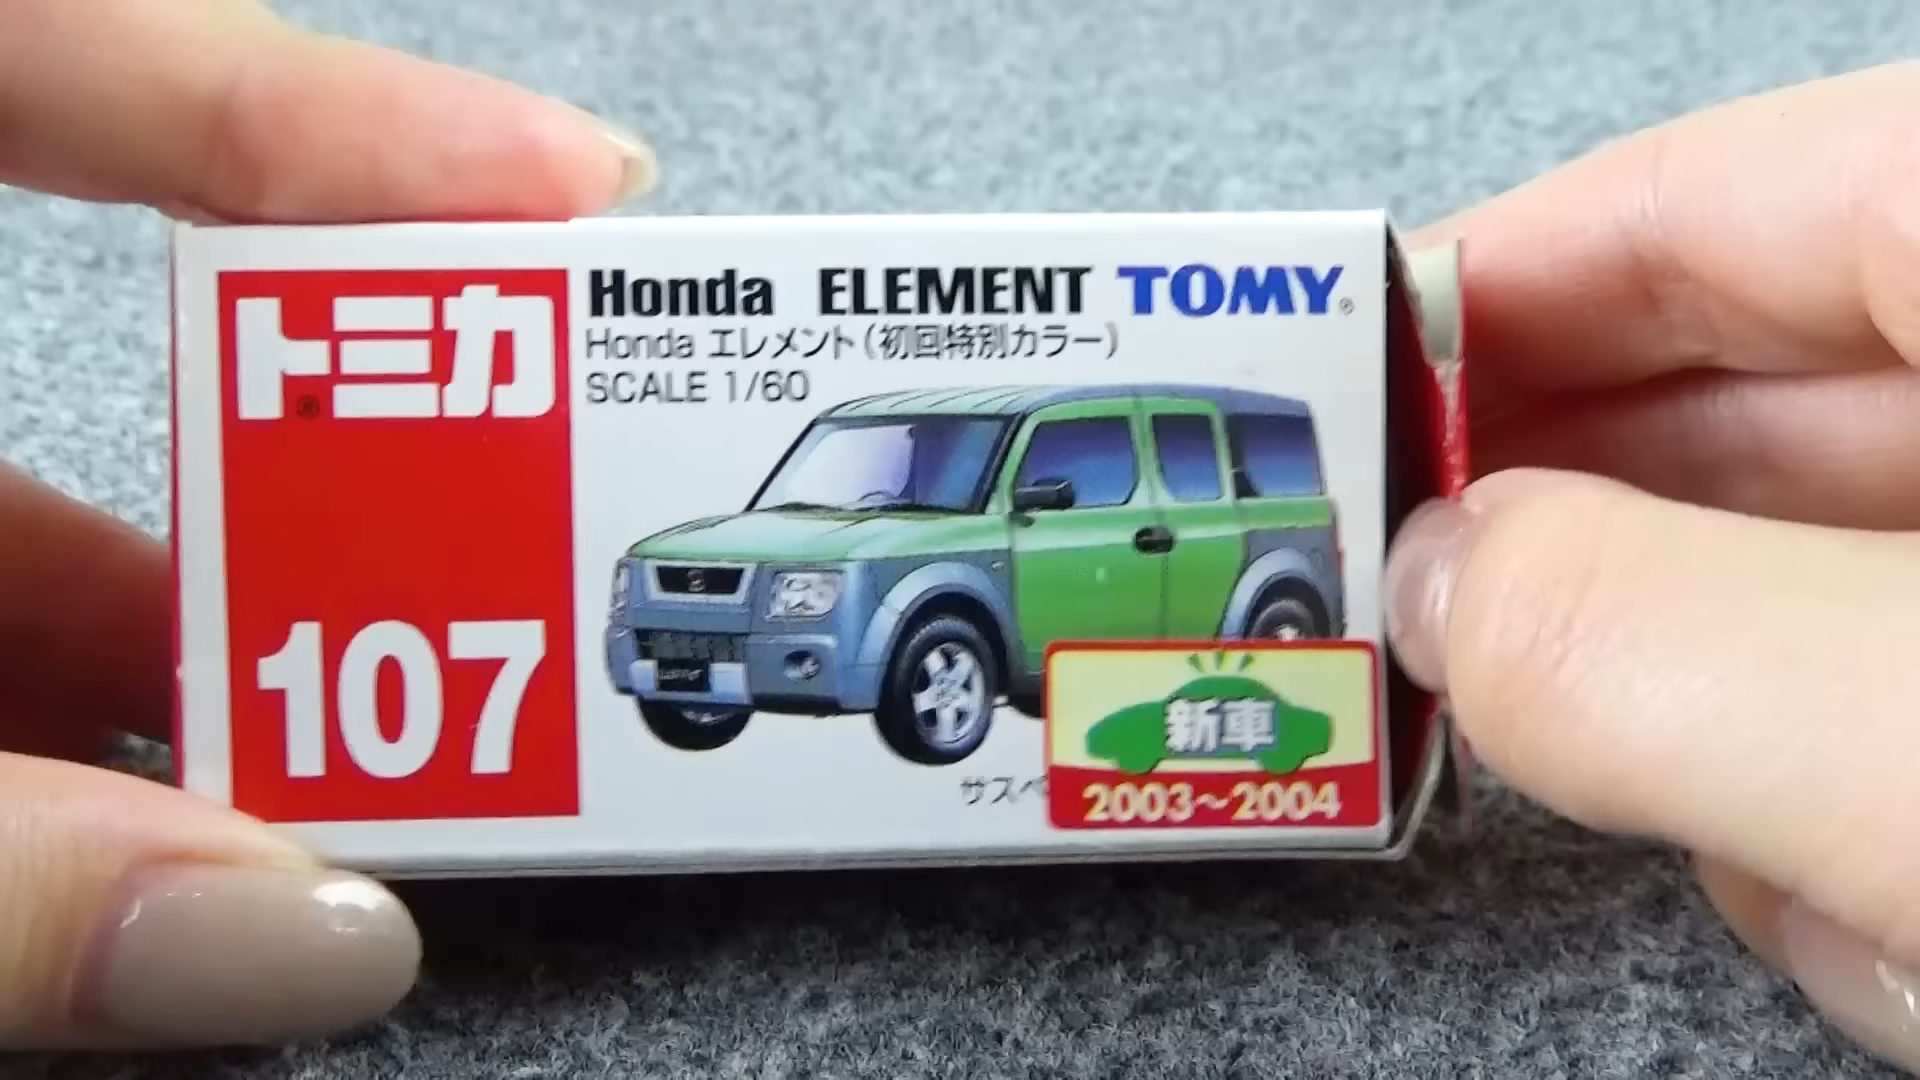 トミカ®
107
Honda ELEMENT TOMY®
Honda エレメント(初回特別カラー)
SCALE 1/60
新車
サスペ
2003~2004